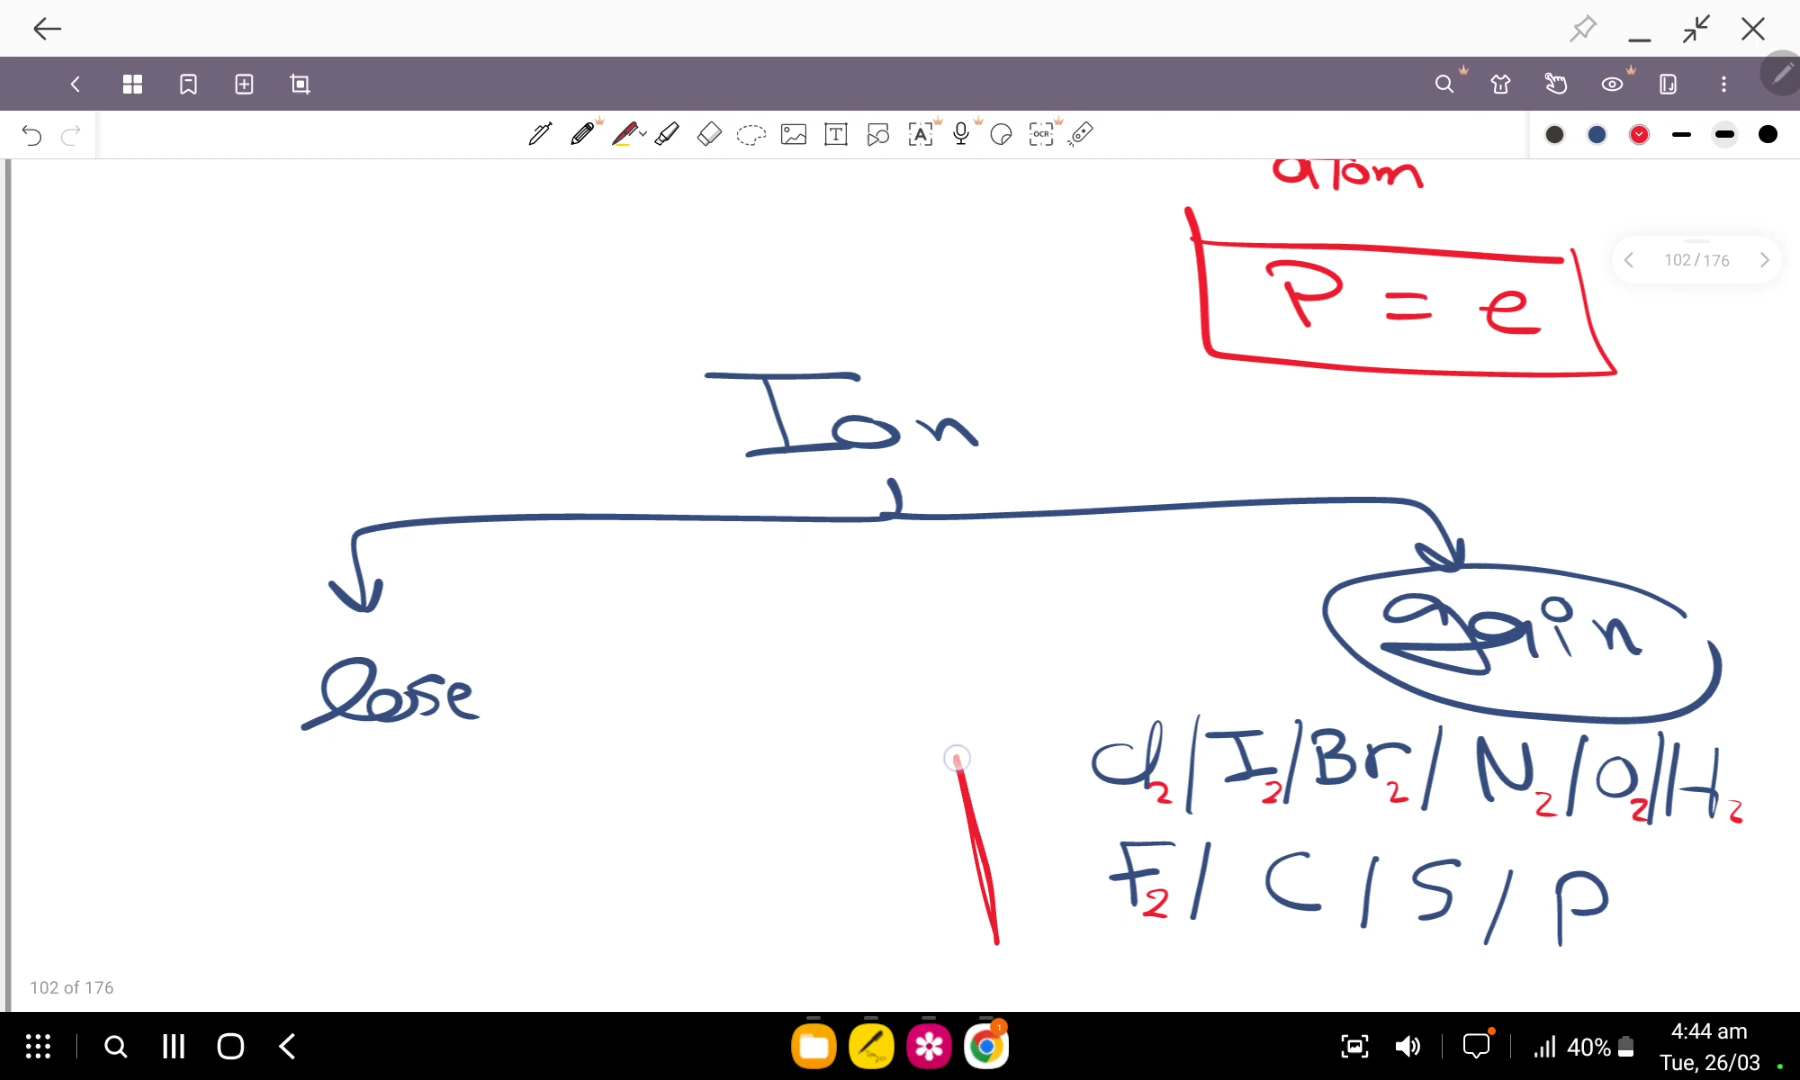 atom
102/176
P = e
Ion
lose
gain
Cl₂ / I₂ / Br₂ / N₂ / O₂ / H₂
F₂ / C / S / P
102 of 176
4:44 am
40%
Tue, 26/03